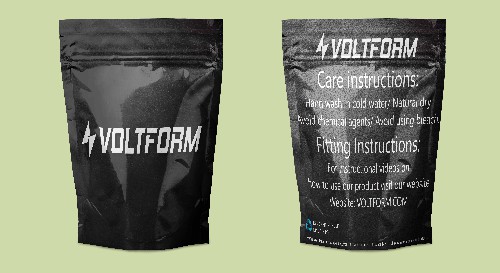 VOLTFORM
VOLTFORM
Care instructions:
Hand wash in cold water/ Natural dry
Avoid chemical agents/ Avoid using bleach
Fitting Instructions:
For instructional videos on
how to use our product visit our website
Website: VOLTFORM.COM